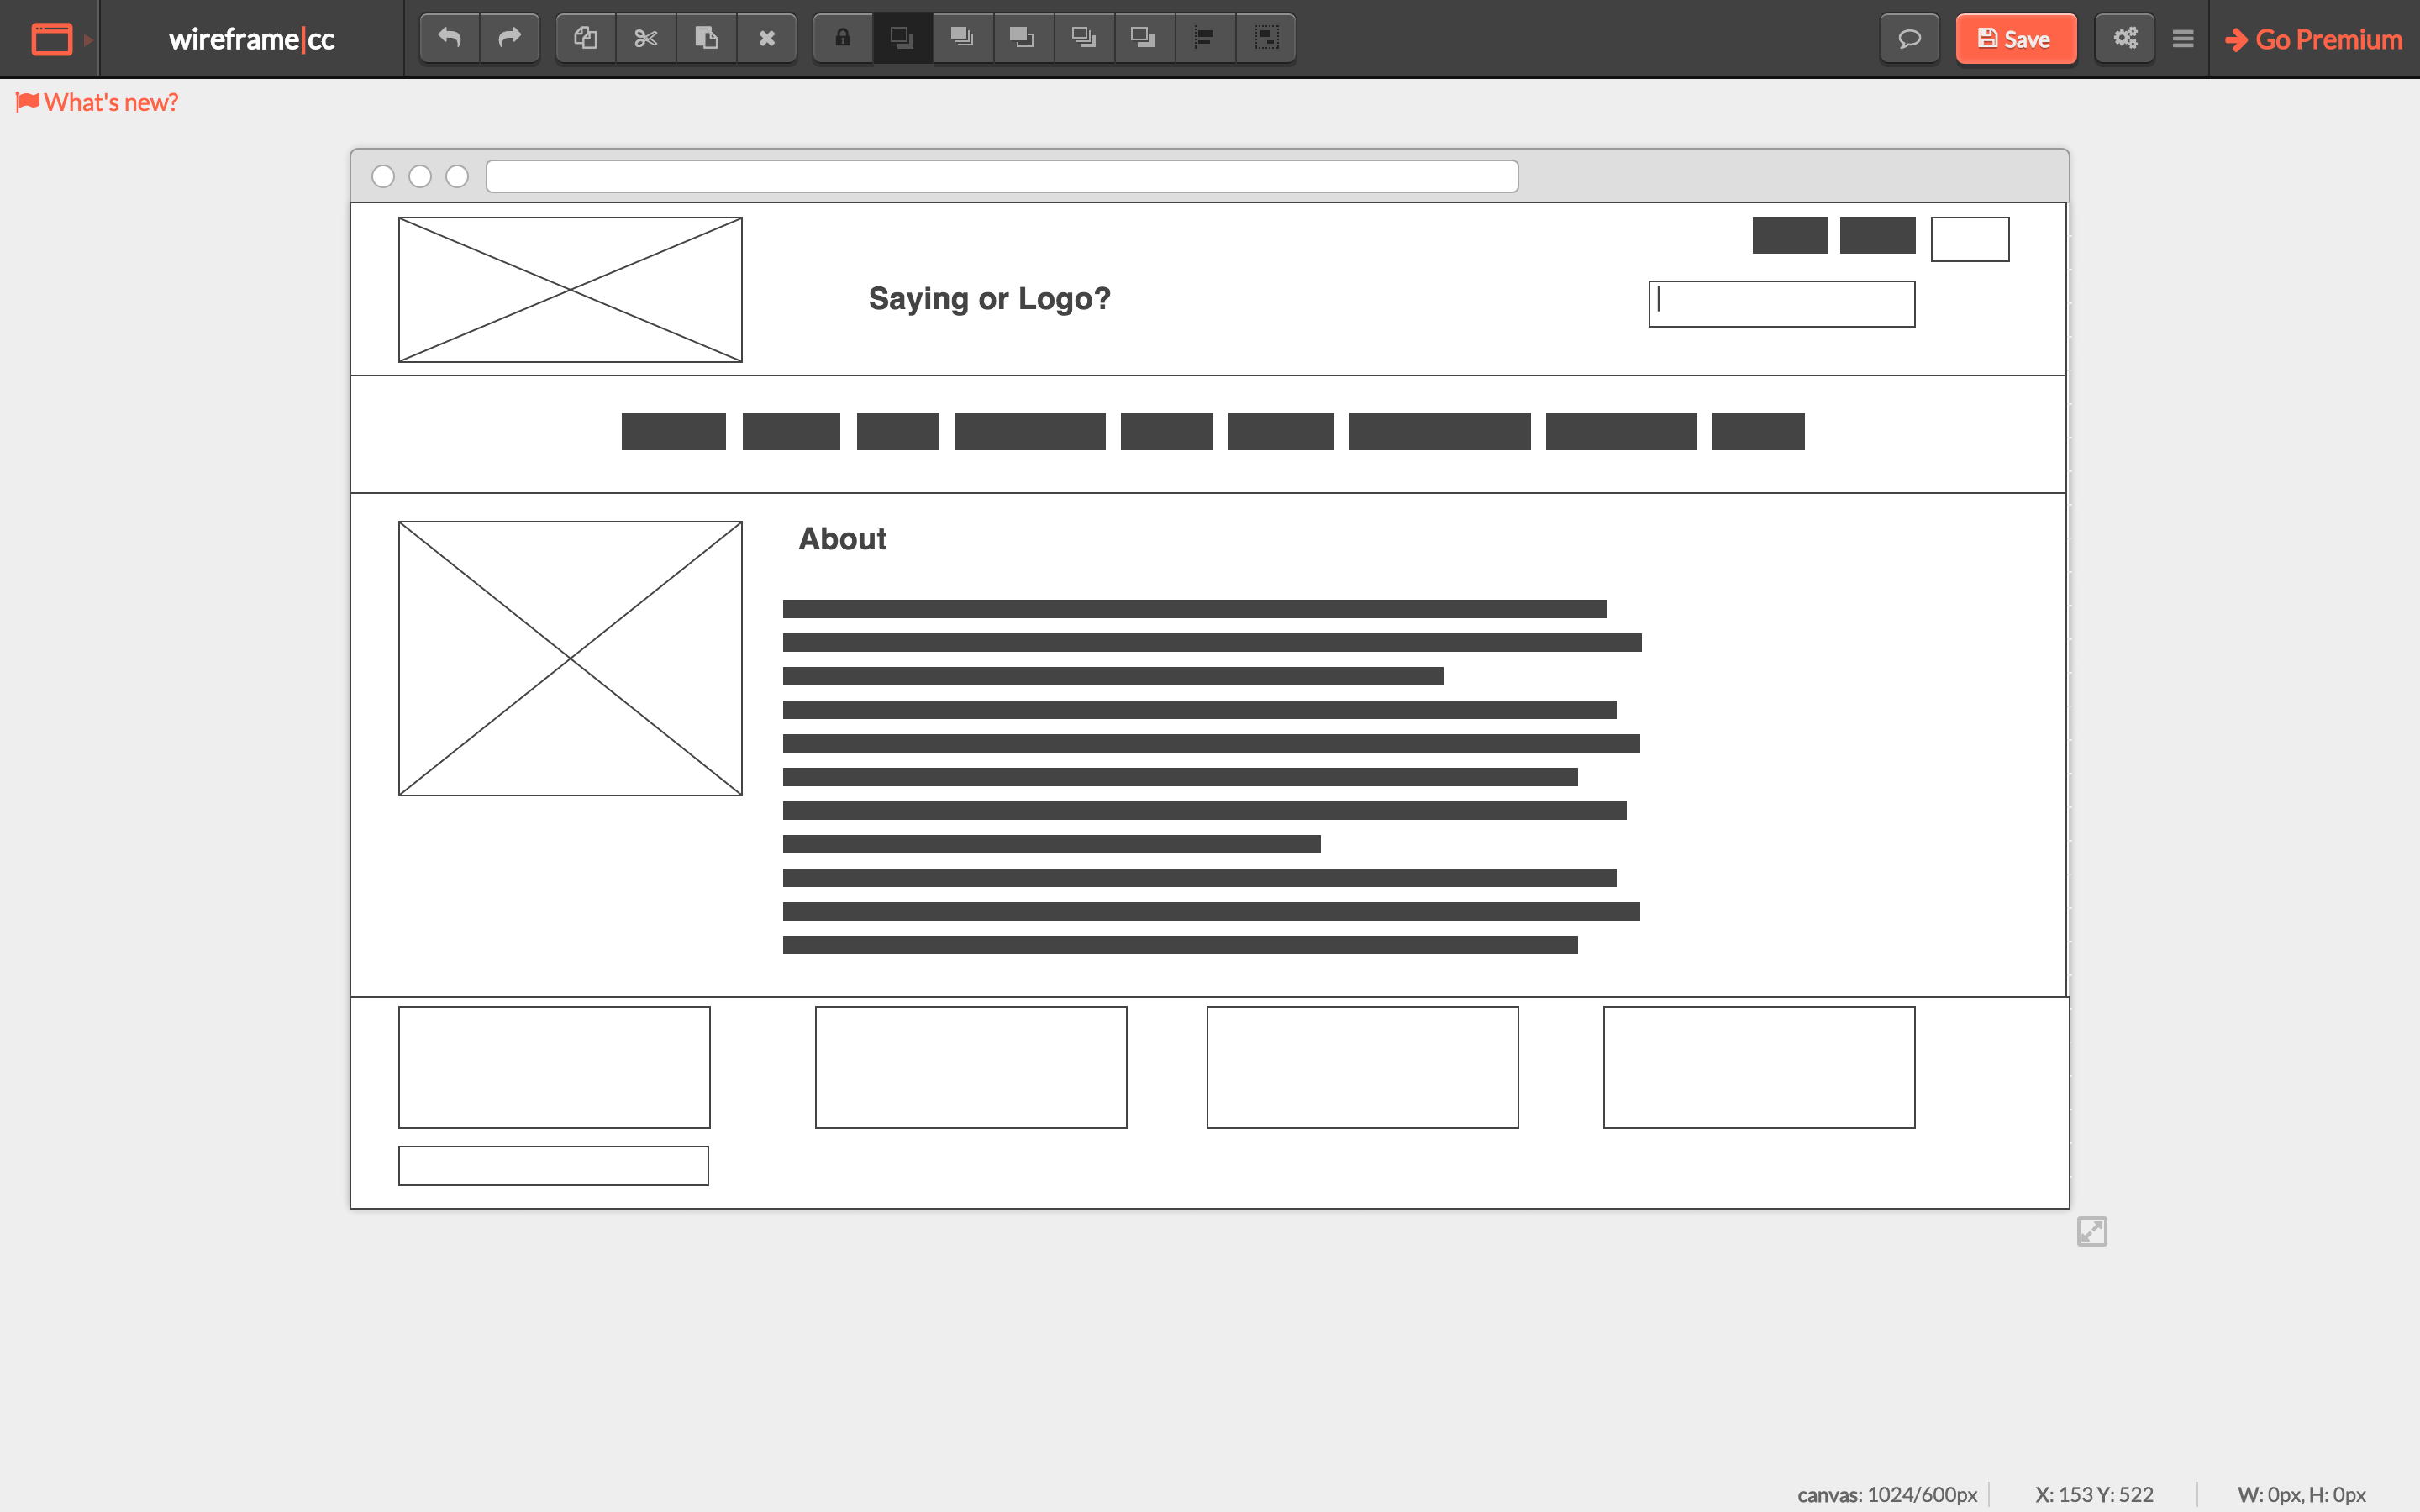 wireframe|cc
Save
Go Premium
What's new?
Saying or Logo?
About
canvas: 1024/600px
X: 153 Y: 522
W: 0px, H: 0px